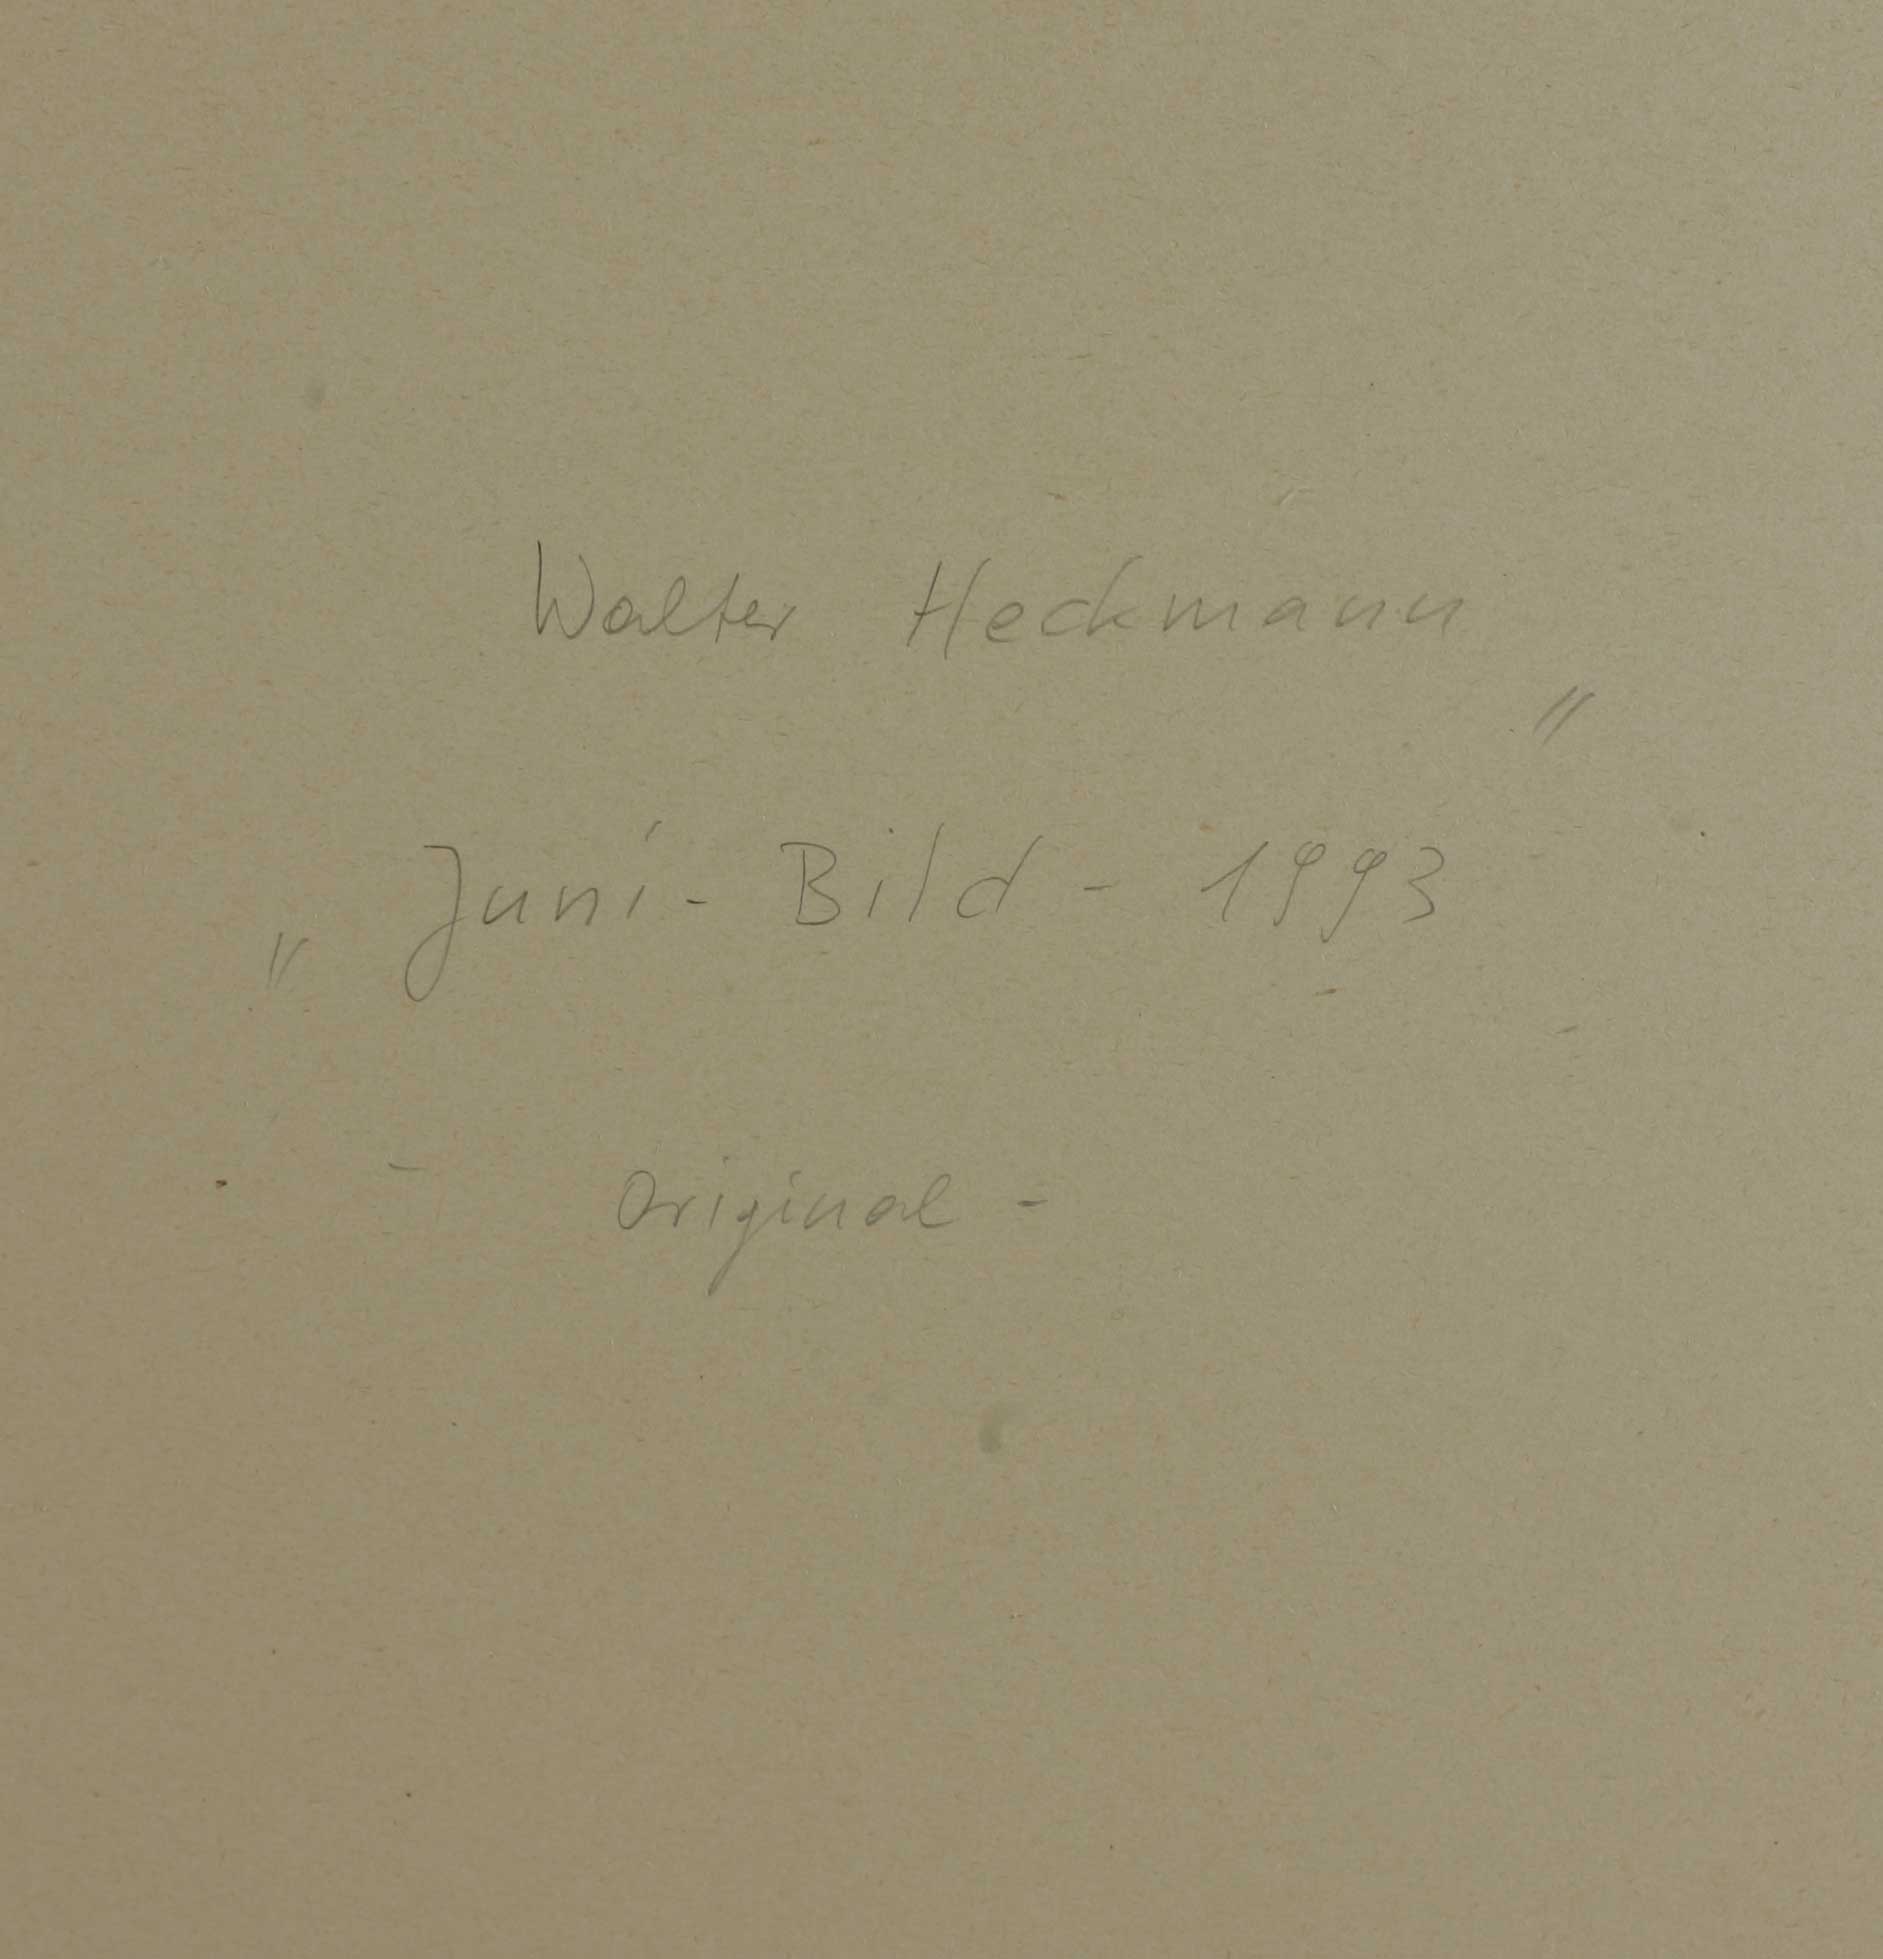 Walter Heckmann
„Juni - Bild - 1993"
- Original -